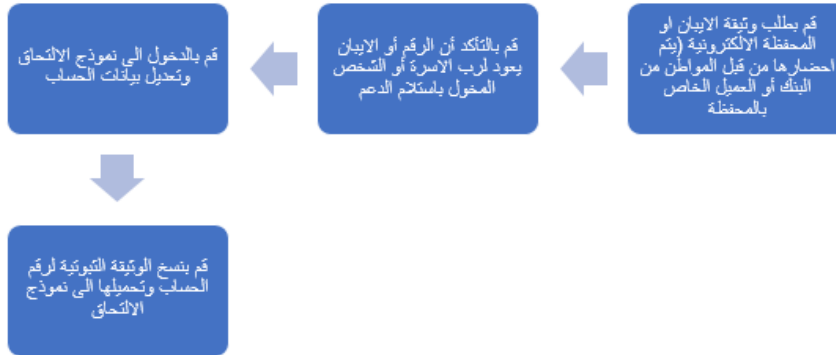 قم بطلب وثيقة الايبان او
المحفظة الالكترونية (يتم
احضارها من قبل المواطن من
البنك أو العميل الخاص
بالمحفظة
قم بالتأكد أن الرقم أو الايبان
يعود لرب الاسرة أو الشخص
المخول باستلام الدعم
قم بالدخول الى نموذج الالتحاق
وتعديل بيانات الحساب
قم بنسخ الوثيقة الثبوتية لرقم
الحساب وتحميلها الى نموذج
الالتحاق